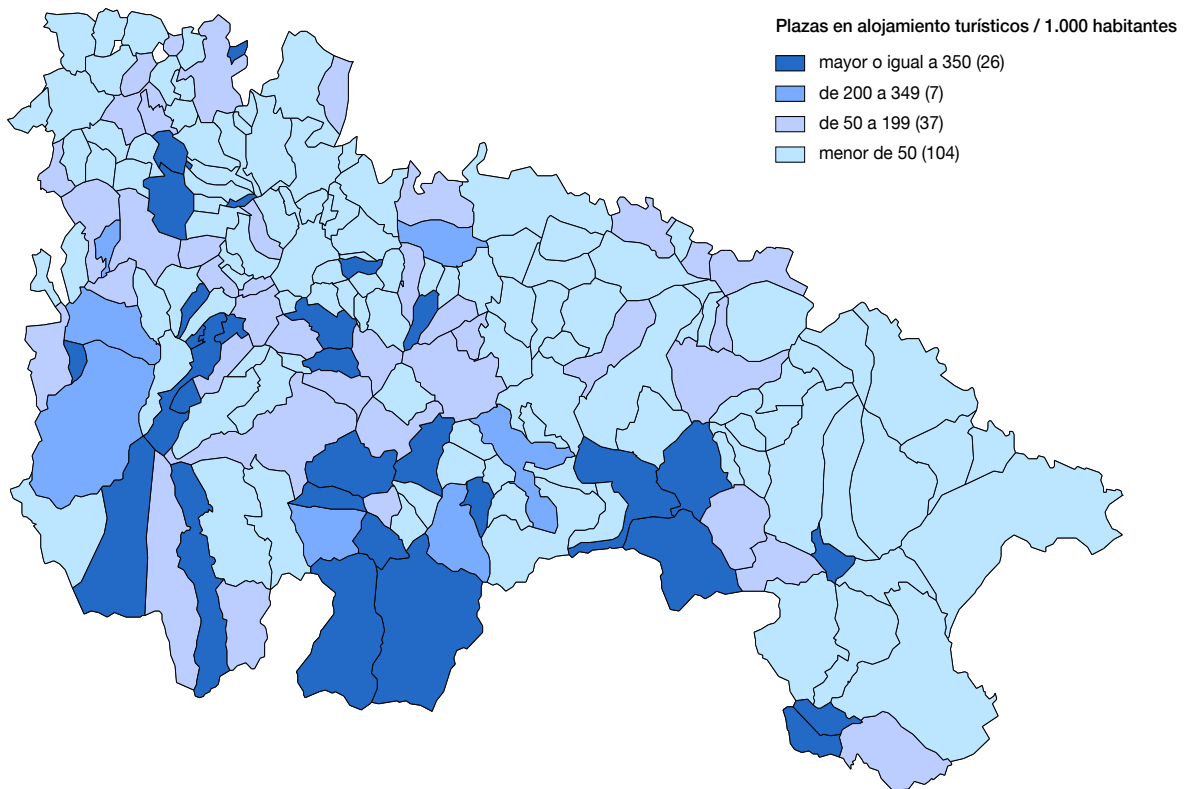 Plazas en alojamiento turísticos / 1.000 habitantes
mayor o igual a 350 (26)
de 200 a 349 (7)
de 50 a 199 (37)
menor de 50 (104)